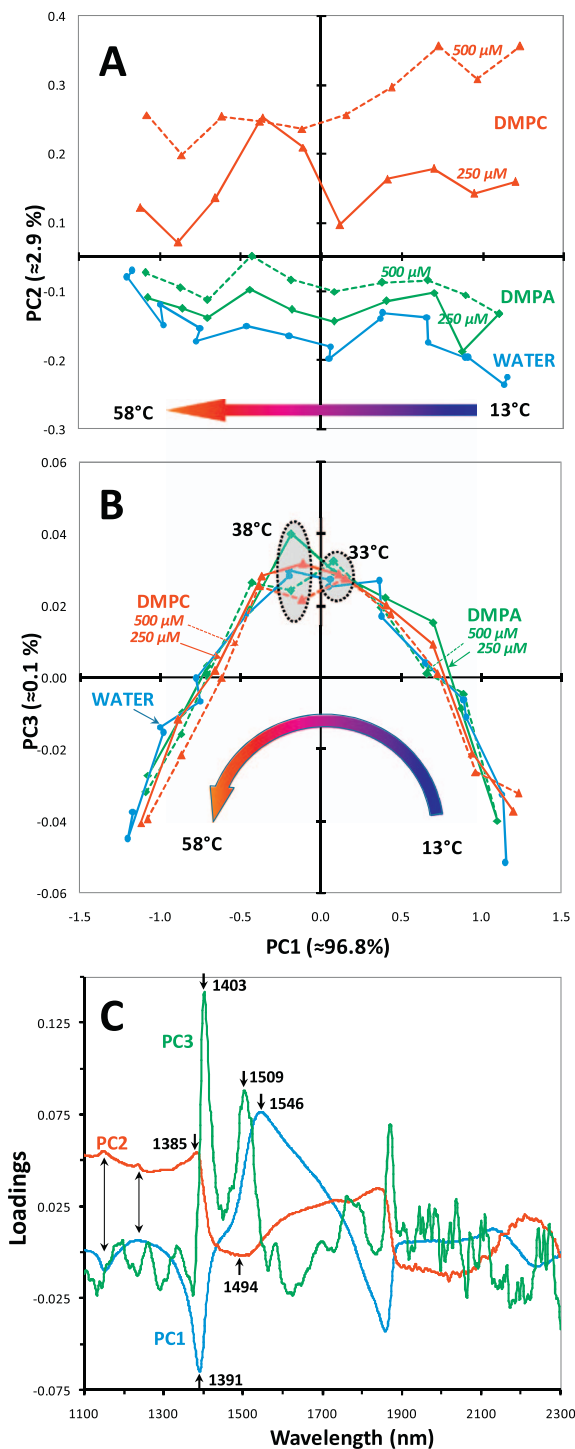 A
0.4
0.3
0.2
0.1
-0.1
-0.2
-0.3
PC2 (≈2.9 %)
500 µM
DMPC
250 µM
500 µM
DMPA
250 µM
WATER
58°C
13°C
B
0.06
0.04
0.02
0.00
-0.02
-0.04
-0.06
PC3 (≈0.1 %)
38°C
33°C
DMPC
500 µM
250 µM
DMPA
500 µM
250 µM
WATER
58°C
13°C
-1.5 -1.0 -0.5 0.0 0.5 1.0 1.5
PC1 (≈96.8%)
C
0.125
0.075
0.025
-0.025
-0.075
Loadings
1403
PC3
1509
1546
1385
PC2
1494
PC1
1391
1100 1300 1500 1700 1900 2100 2300
Wavelength (nm)